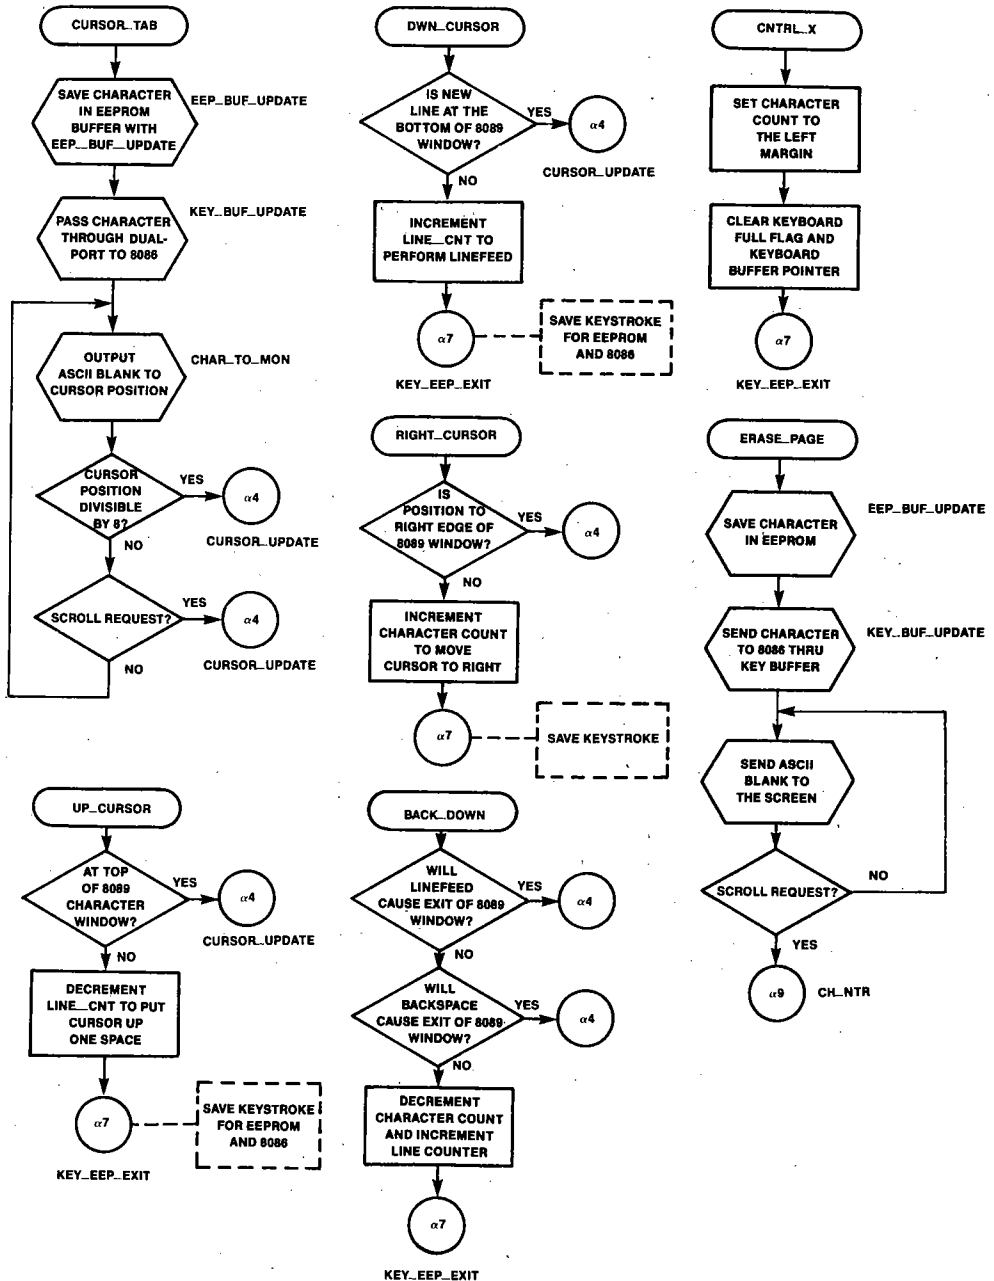 CURSOR_TAB
SAVE CHARACTER
IN EEPROM
BUFFER WITH
EEP_BUF_UPDATE
EEP_BUF_UPDATE
PASS CHARACTER
THROUGH DUAL-
PORT TO 8086
KEY_BUF_UPDATE
OUTPUT
ASCII BLANK TO
CURSOR POSITION
CHAR_TO_MON
CURSOR
POSITION
DIVISIBLE
BY 8?
YES
α4
CURSOR_UPDATE
NO
SCROLL REQUEST?
YES
α4
CURSOR_UPDATE
NO
UP_CURSOR
AT TOP
OF 8089
CHARACTER
WINDOW?
YES
α4
CURSOR_UPDATE
NO
DECREMENT
LINE_CNT TO PUT
CURSOR UP
ONE SPACE
α7
SAVE KEYSTROKE
FOR EEPROM
AND 8086
KEY_EEP_EXIT
DWN_CURSOR
IS NEW
LINE AT THE
BOTTOM OF 8089
WINDOW?
YES
α4
CURSOR_UPDATE
NO
INCREMENT
LINE_CNT TO
PERFORM LINEFEED
α7
SAVE KEYSTROKE
FOR EEPROM
AND 8086
KEY_EEP_EXIT
RIGHT_CURSOR
IS
POSITION TO
RIGHT EDGE OF
8089 WINDOW?
YES
α4
NO
INCREMENT
CHARACTER COUNT
TO MOVE
CURSOR TO RIGHT
α7
SAVE KEYSTROKE
BACK_DOWN
WILL
LINEFEED
CAUSE EXIT OF 8089
WINDOW?
YES
α4
NO
WILL
BACKSPACE
CAUSE EXIT OF 8089
WINDOW?
YES
α4
NO
DECREMENT
CHARACTER COUNT
AND INCREMENT
LINE COUNTER
α7
KEY_EEP_EXIT
CNTRL_X
SET CHARACTER
COUNT TO
THE LEFT
MARGIN
CLEAR KEYBOARD
FULL FLAG AND
KEYBOARD
BUFFER POINTER
α7
KEY_EEP_EXIT
ERASE_PAGE
SAVE CHARACTER
IN EEPROM
EEP_BUF_UPDATE
SEND CHARACTER
TO 8086 THRU
KEY BUFFER
KEY_BUF_UPDATE
SEND ASCII
BLANK TO
THE SCREEN
SCROLL REQUEST?
NO
YES
α9
CH_NTR